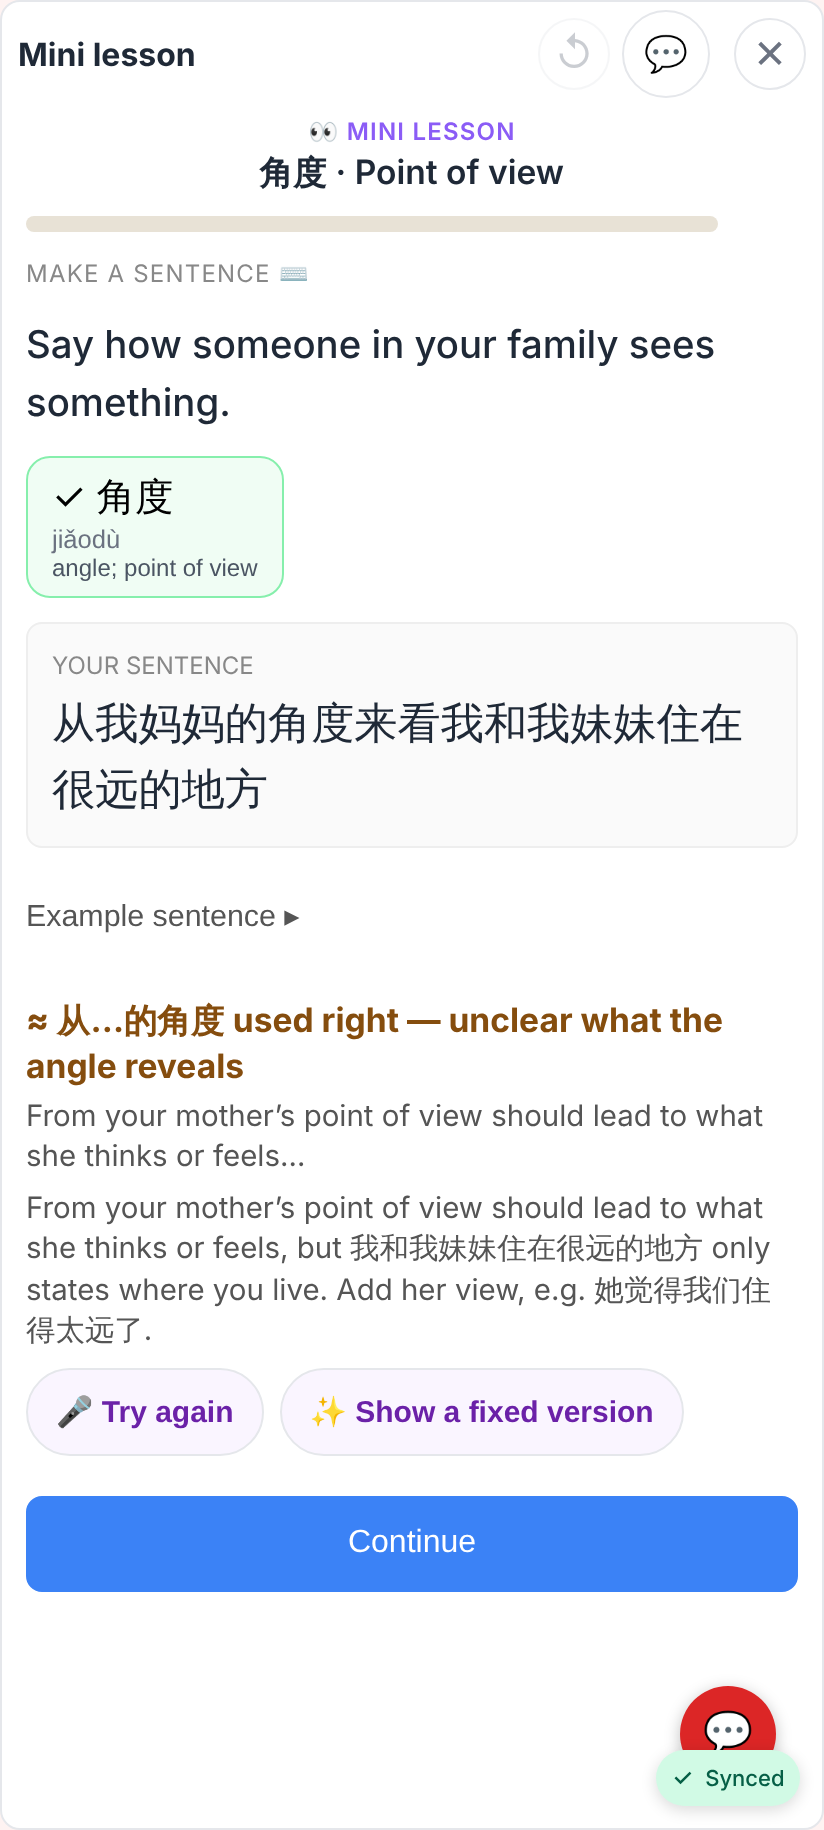 Mini lesson
MINI LESSON
角度 · Point of view
MAKE A SENTENCE
Say how someone in your family sees
something.
✓ 角度
jiǎodù
angle; point of view
YOUR SENTENCE
从我妈妈的角度来看我和我妹妹住在
很远的地方
Example sentence ▸
≈ 从…的角度 used right — unclear what the
angle reveals
From your mother’s point of view should lead to what
she thinks or feels…
From your mother’s point of view should lead to what
she thinks or feels, but 我和我妹妹住在很远的地方 only
states where you live. Add her view, e.g. 她觉得我们住
得太远了.
Try again
Show a fixed version
Continue
✓ Synced